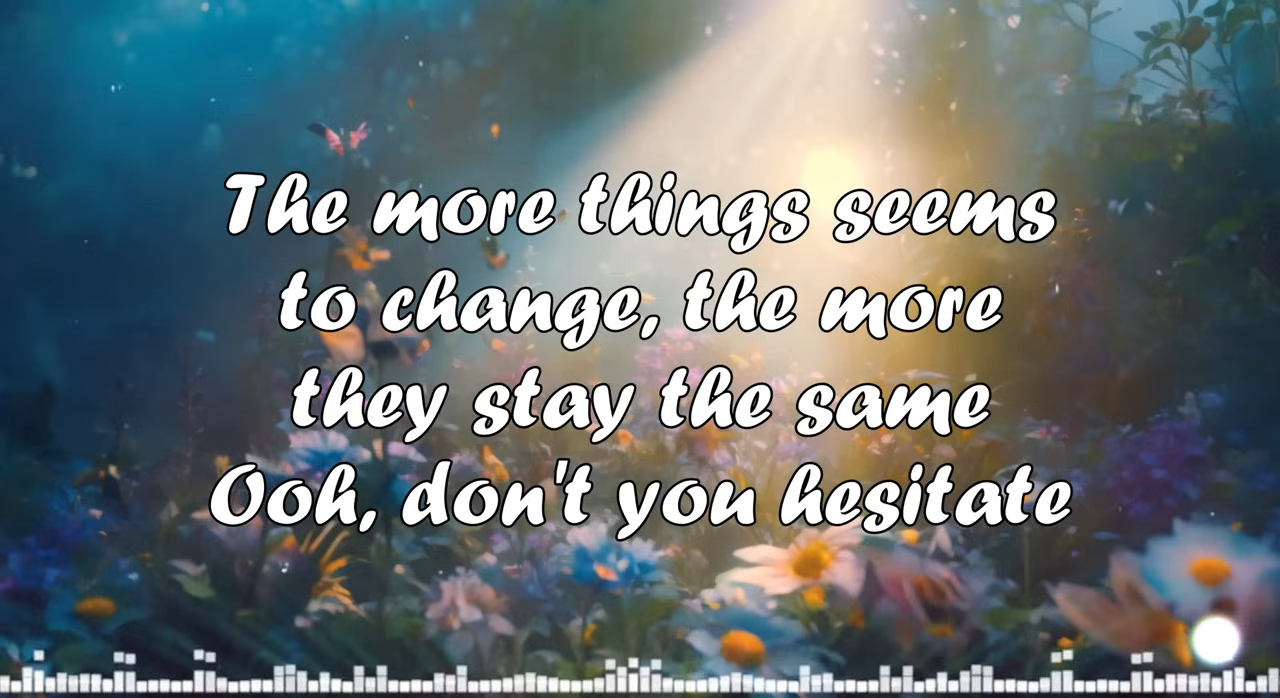 The more things seems
to change, the more
they stay the same
Ooh, don't you hesitate